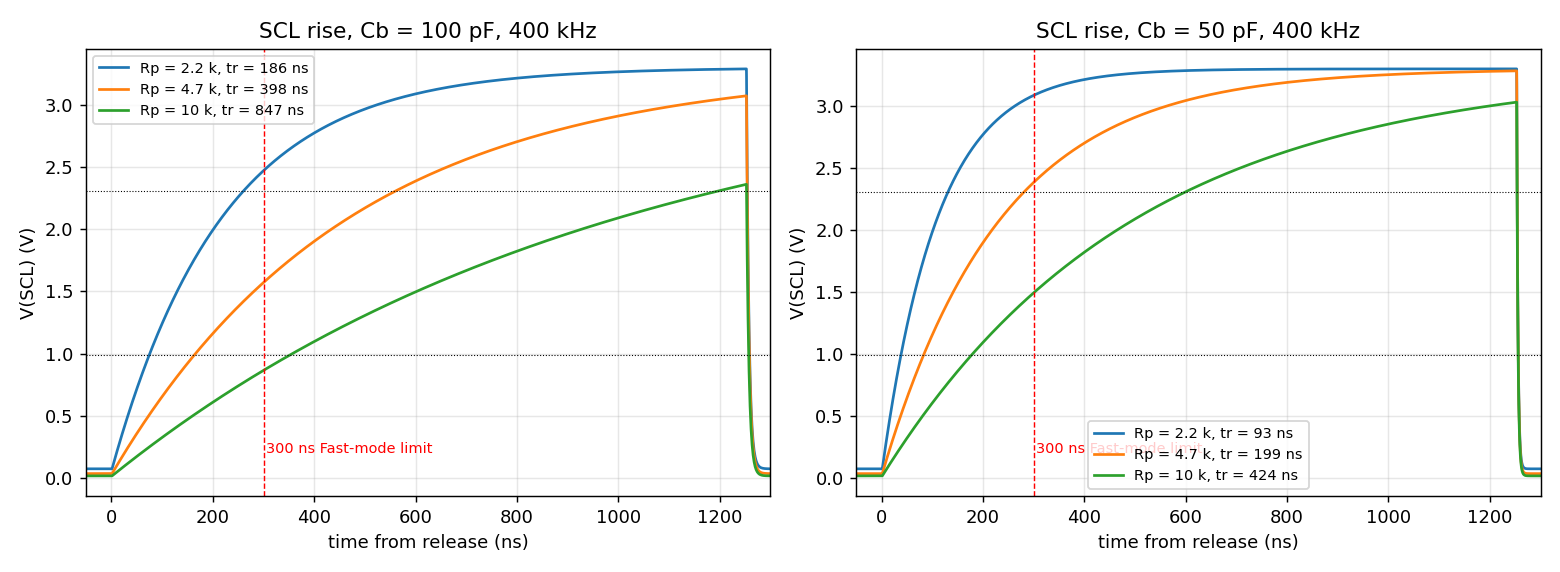 SCL rise, Cb = 100 pF, 400 kHz
Rp = 2.2 k, tr = 186 ns
Rp = 4.7 k, tr = 398 ns
Rp = 10 k, tr = 847 ns
V(SCL) (V)
3.0
2.5
2.0
1.5
1.0
0.5
0.0
300 ns Fast-mode limit
0 200 400 600 800 1000 1200
time from release (ns)
SCL rise, Cb = 50 pF, 400 kHz
V(SCL) (V)
3.0
2.5
2.0
1.5
1.0
0.5
0.0
300 ns Fast-mode limit
Rp = 2.2 k, tr = 93 ns
Rp = 4.7 k, tr = 199 ns
Rp = 10 k, tr = 424 ns
0 200 400 600 800 1000 1200
time from release (ns)